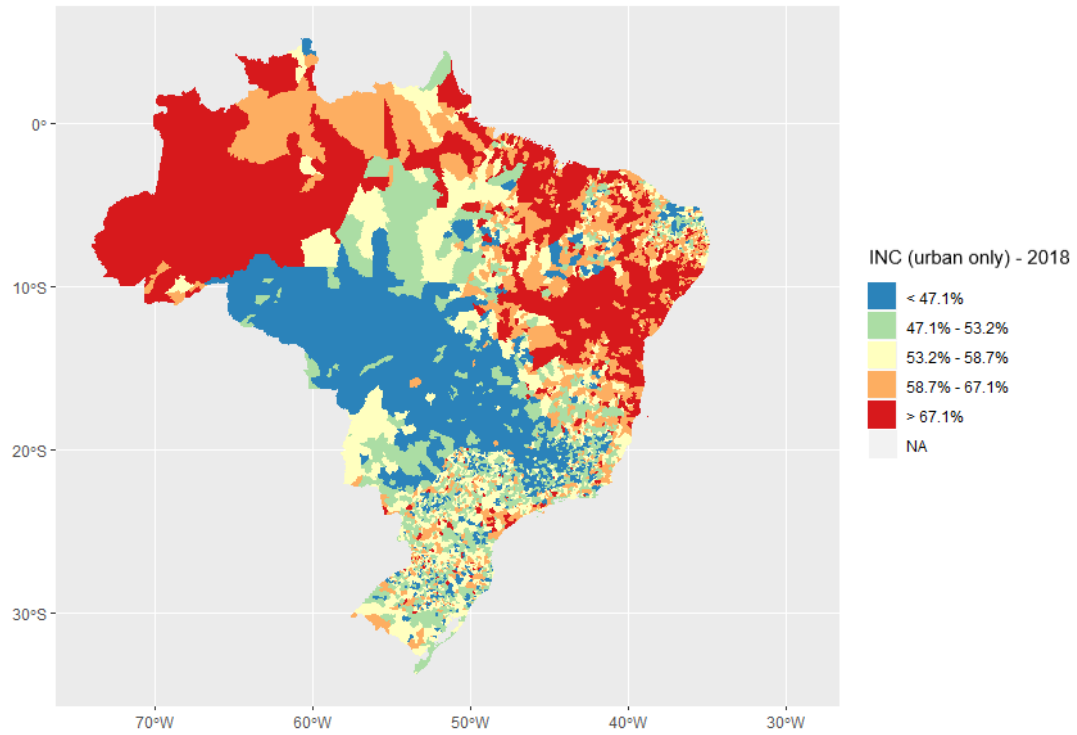 INC (urban only) - 2018
< 47.1%
47.1% - 53.2%
53.2% - 58.7%
58.7% - 67.1%
> 67.1%
NA
0°
10°S
20°S
30°S
70°W 60°W 50°W 40°W 30°W